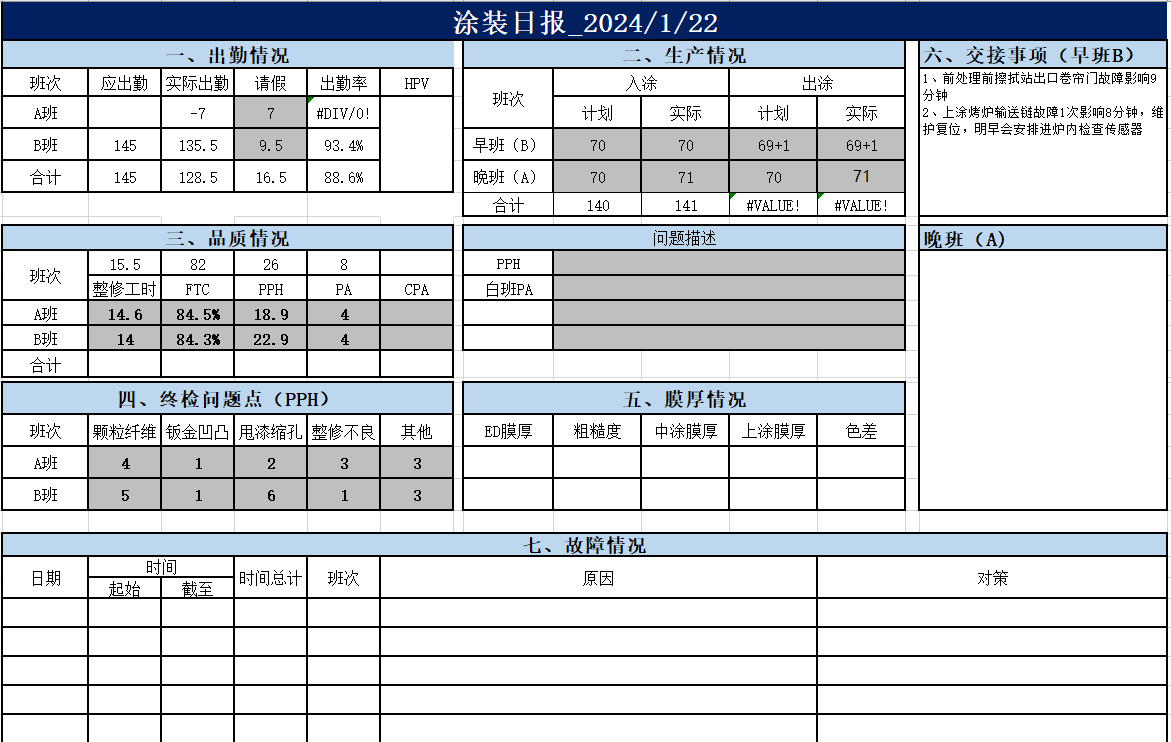 涂装日报_2024/1/22
一、出勤情况
班次 应出勤 实际出勤 请假 出勤率 HPV
A班 -7 7 #DIV/0!
B班 145 135.5 9.5 93.4%
合计 145 128.5 16.5 88.6%
二、生产情况
班次 入涂 出涂
计划 实际 计划 实际
早班（B） 70 70 69+1 69+1
晚班（A） 70 71 70 71
合计 140 141 #VALUE! #VALUE!
六、交接事项（早班B）
1、前处理前擦拭站出口卷帘门故障影响9
分钟
2、上涂烤炉输送链故障1次影响8分钟，维
护复位，明早会安排进炉内检查传感器
三、品质情况
班次 15.5 82 26 8
整修工时 FTC PPH PA CPA
A班 14.6 84.5% 18.9 4
B班 14 84.3% 22.9 4
合计
问题描述
PPH
白班PA
晚班（A)
四、终检问题点（PPH）
班次 颗粒纤维 钣金凹凸 甩漆缩孔 整修不良 其他
A班 4 1 2 3 3
B班 5 1 6 1 3
五、膜厚情况
ED膜厚 粗糙度 中涂膜厚 上涂膜厚 色差
七、故障情况
日期 时间 时间总计 班次 原因 对策
起始 截至